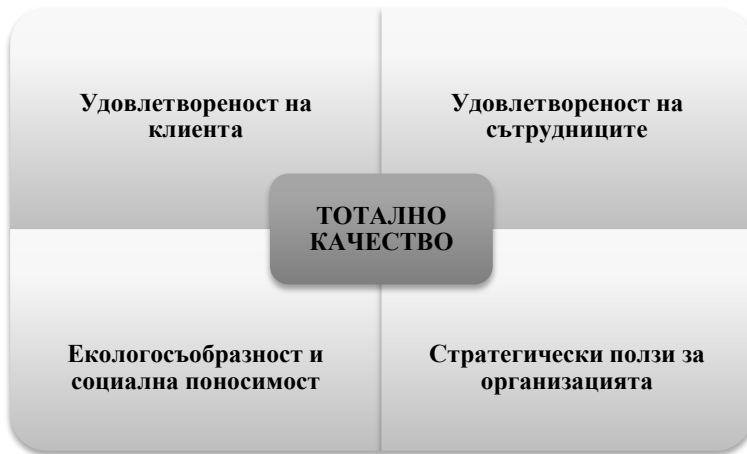 Удовлетвореност на
клиента
Удовлетвореност на
сътрудниците
ТОТАЛНО
КАЧЕСТВО
Екологосъобразност и
социална поносимост
Стратегически ползи за
организацията